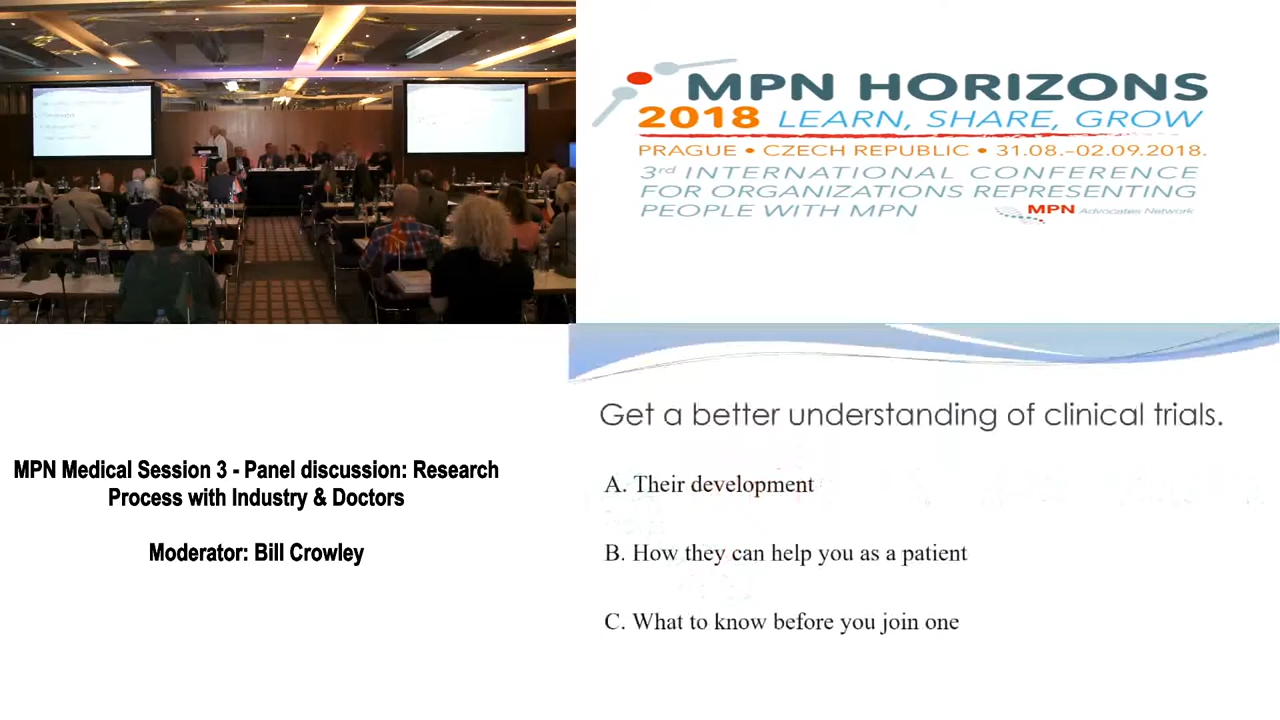 MPN HORIZONS
2018 LEARN, SHARE, GROW
PRAGUE • CZECH REPUBLIC • 31.08.-02.09.2018.
3rd INTERNATIONAL CONFERENCE
FOR ORGANIZATIONS REPRESENTING
PEOPLE WITH MPN
MPN Advocates Network
MPN Medical Session 3 - Panel discussion: Research
Process with Industry & Doctors
Moderator: Bill Crowley
Get a better understanding of clinical trials.
A. Their development
B. How they can help you as a patient
C. What to know before you join one